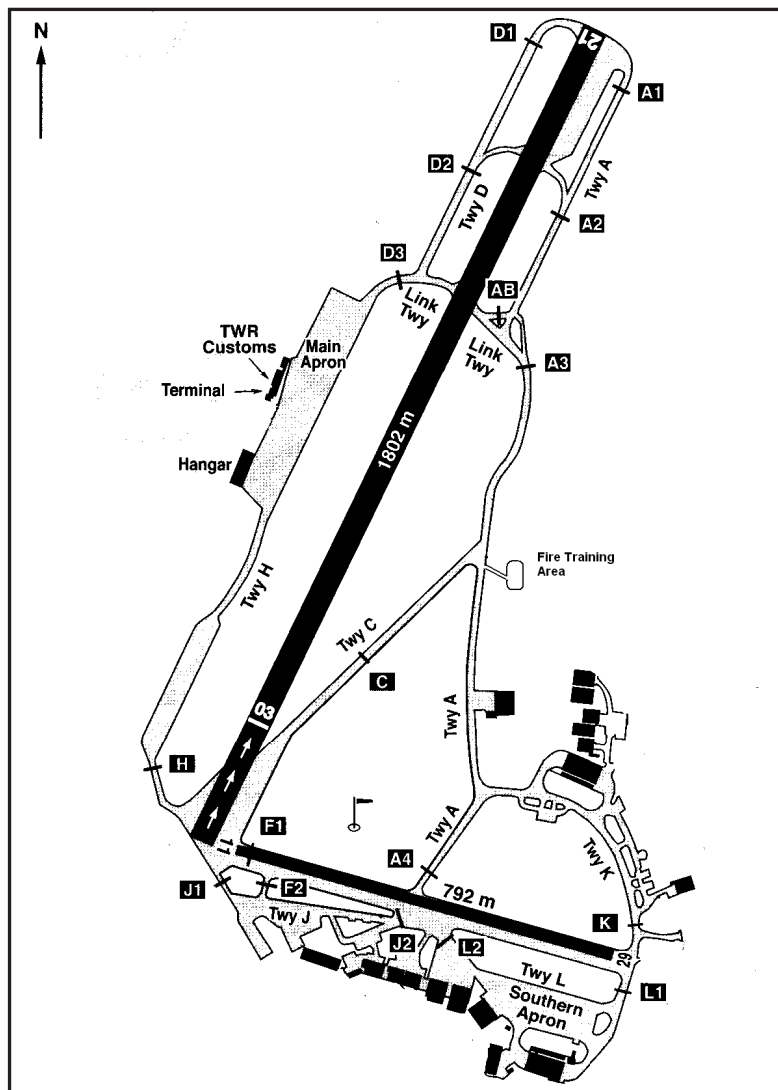 N
D1
21
A1
D2
Twy D
Twy A
A2
D3
AB
Link
Twy
Link
Twy
A3
TWR
Customs
Main
Apron
Terminal
1802 m
Hangar
Fire Training
Area
Twy H
Twy C
C
Twy A
03
H
F1
11
Twy A
A4
Twy K
792 m
J1
F2
Twy J
J2
L2
K
29
Twy L
L1
Southern
Apron